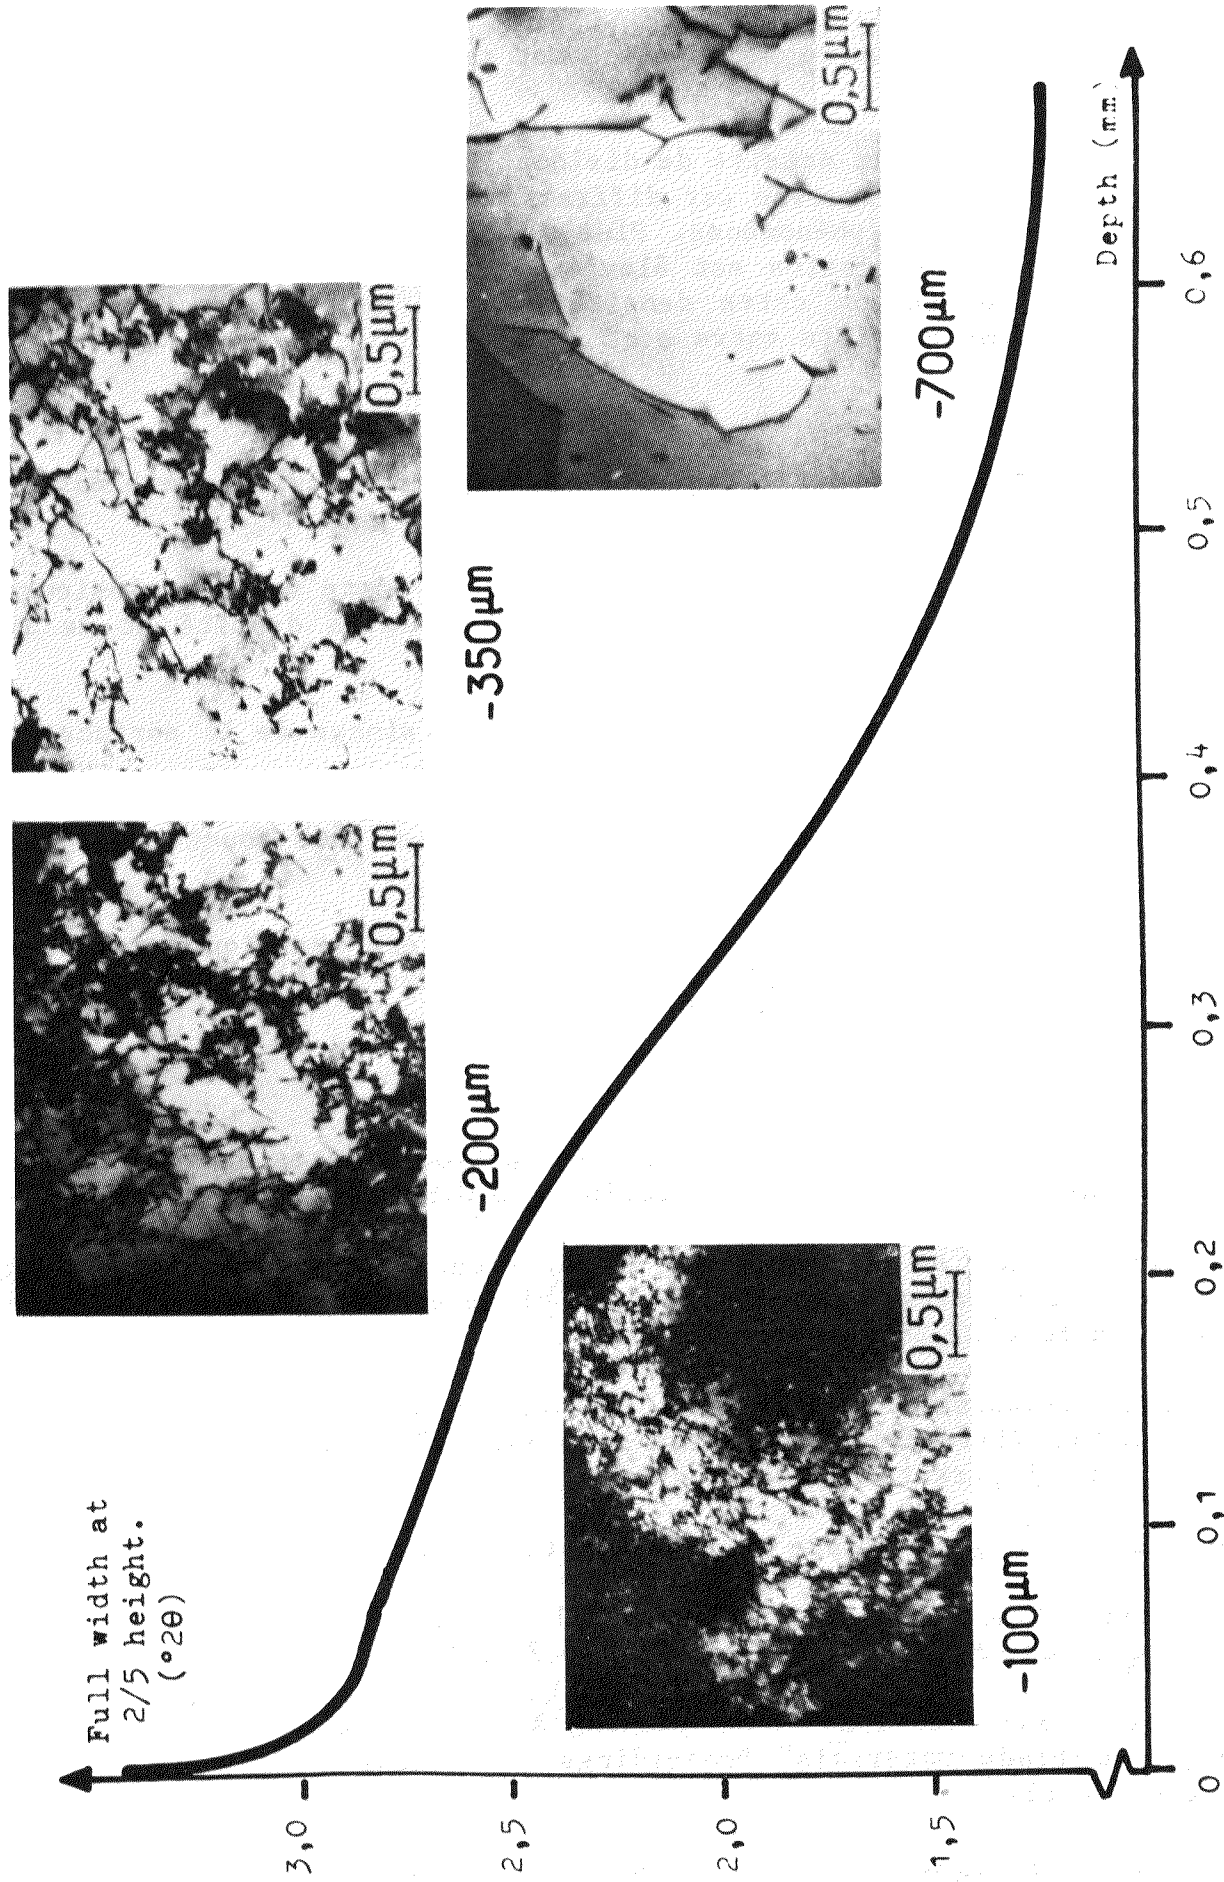 Full width at
2/5 height.
(°2θ)
3,0
2,5
2,0
1,5
0,5µm
-200µm
0,5µm
-350µm
0,5µm
-100µm
0,5µm
-700µm
Depth (mm)
0
0,1
0,2
0,3
0,4
0,5
0,6